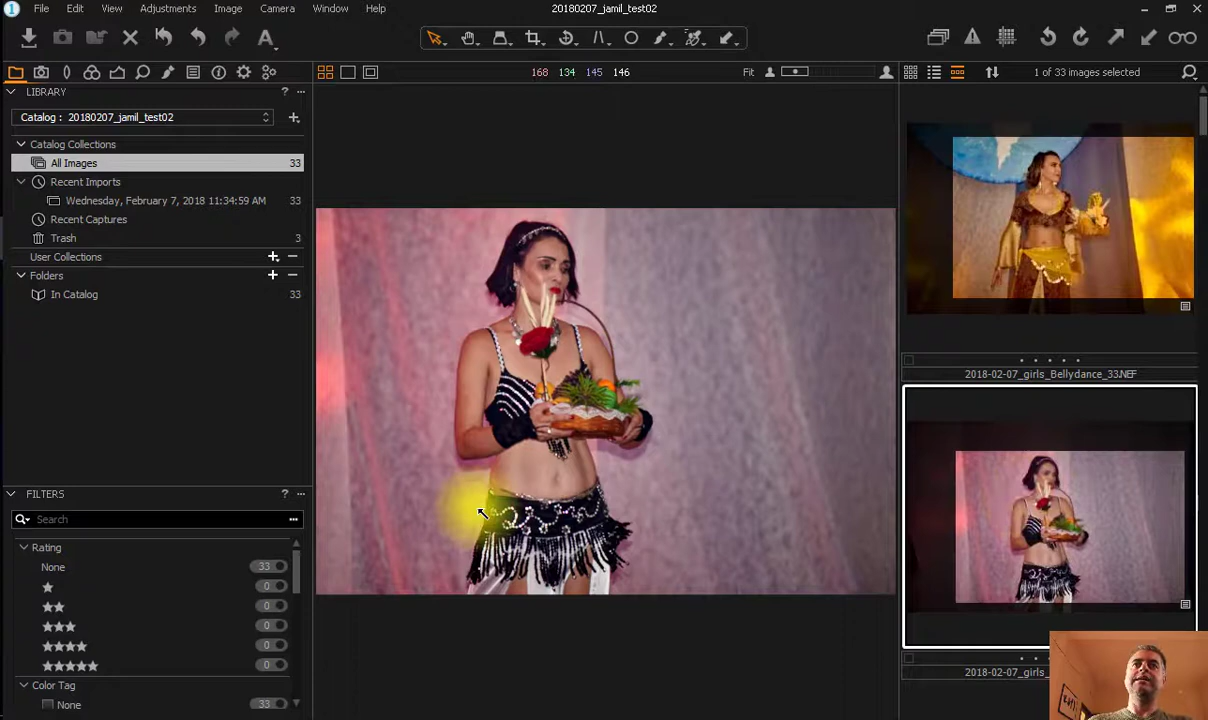 File Edit View Adjustments Image Camera Window Help
20180207_jamil_test02
168 134 145 146
Fit
1 of 33 images selected
LIBRARY ? ...
Catalog : 20180207_jamil_test02
Catalog Collections
All Images 33
Recent Imports
Wednesday, February 7, 2018 11:34:59 AM 33
Recent Captures
Trash 3
User Collections
Folders
In Catalog 33
2018-02-07_girls_Bellydance_33.NEF
FILTERS ? ...
Search
Rating
None 33
0
0
0
0
0
Color Tag
None 33
2018-02-07_girls_